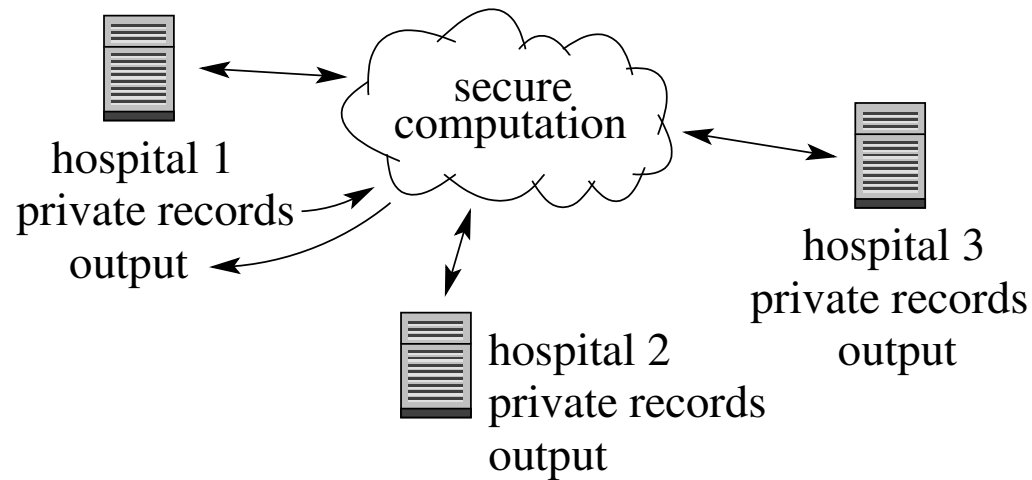 secure
computation
hospital 1
private records
output
hospital 2
private records
output
hospital 3
private records
output